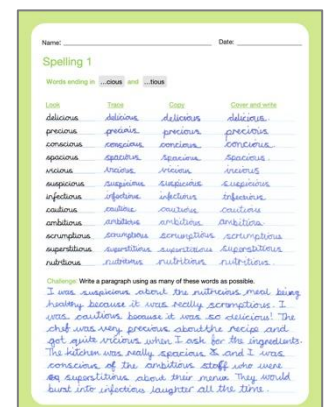 Name: Date:
Spelling 1
Words ending in ...cious and ...tious
Look Trace Copy Cover and write
delicious delicious delicious delicious
precious precious precious precious
conscious conscious concious concious
spacious spacious spacious spacious
vicious vicious vicious vicious
suspicious suspicious suspicious suspicious
infectious infectious infectious infectious
cautious cautious cautious cautious
ambitious ambitious ambitious ambitios
scrumptious scrumptious scrumptious scrumptious
superstitious superstitious superstitious superstitious
nutritious nutritious nutritious nutritious
Challenge: Write a paragraph using as many of these words as possible.
I was suspicious about the nutricious meal being
healthy because it was really scromptions. I
was cautious because it was so delicious! The
chef was very precious about the recipe and
got quite vicious when I ask for the ingredients.
The kitchen was really spacious & and I was
conscious of the ambitious staff who were
superstitious about their menu. They would
burst into infectious laughter all the time.